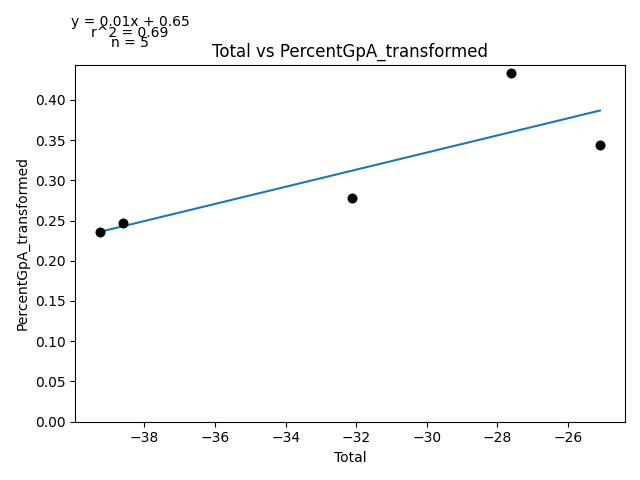 y = 0.01x + 0.65
r^2 = 0.69
n = 5
Total vs PercentGpA_transformed
PercentGpA_transformed
0.40
0.35
0.30
0.25
0.20
0.15
0.10
0.05
0.00
−38 −36 −34 −32 −30 −28 −26
Total